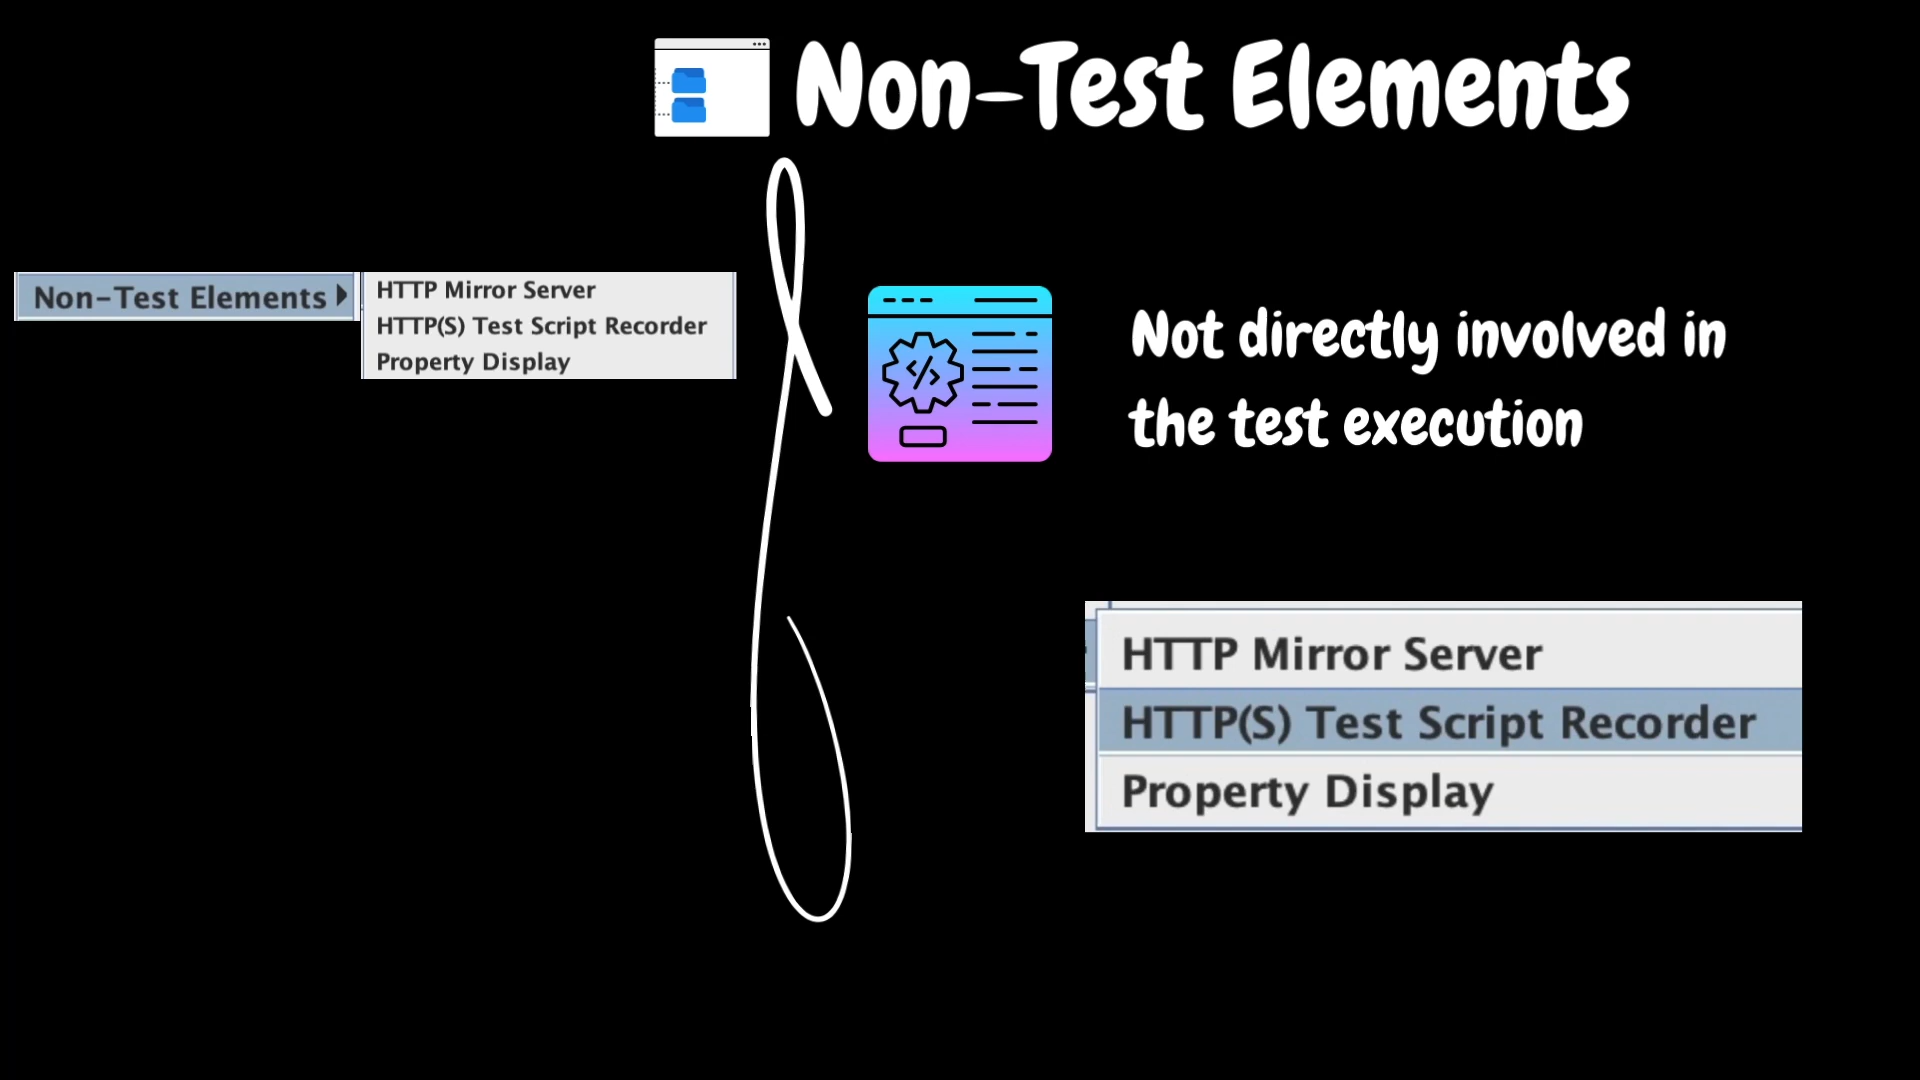 Non-Test Elements
Non-Test Elements
HTTP Mirror Server
HTTP(S) Test Script Recorder
Property Display
Not directly involved in
the test execution
HTTP Mirror Server
HTTP(S) Test Script Recorder
Property Display